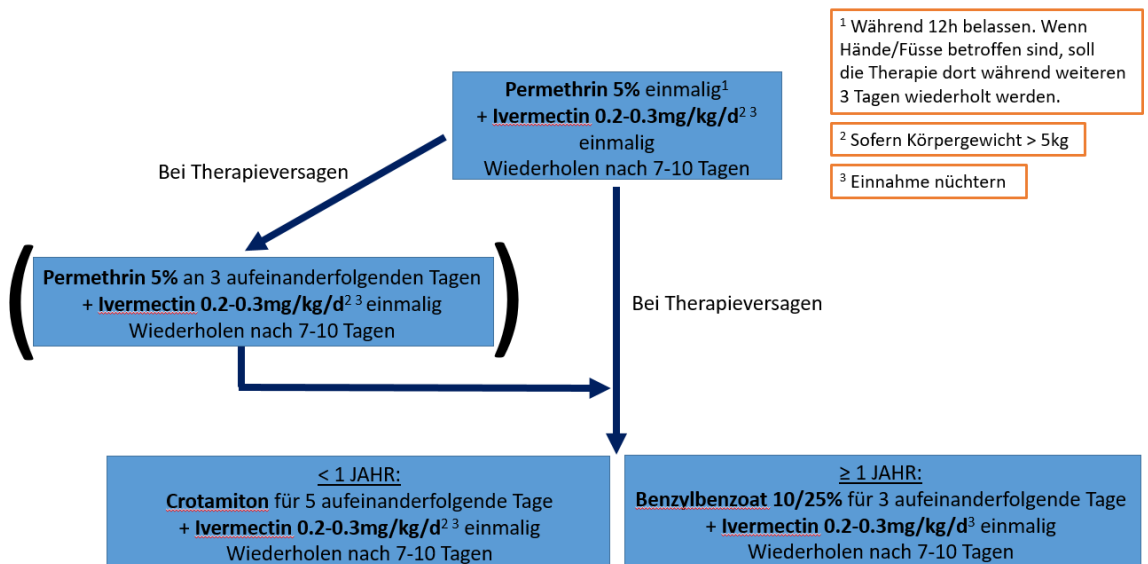 ¹ Während 12h belassen. Wenn
Hände/Füsse betroffen sind, soll
die Therapie dort während weiteren
3 Tagen wiederholt werden.
² Sofern Körpergewicht > 5kg
³ Einnahme nüchtern
Permethrin 5% einmalig¹
+ Ivermectin 0.2-0.3mg/kg/d² ³
einmalig
Wiederholen nach 7-10 Tagen
Bei Therapieversagen
Permethrin 5% an 3 aufeinanderfolgenden Tagen
+ Ivermectin 0.2-0.3mg/kg/d² ³ einmalig
Wiederholen nach 7-10 Tagen
Bei Therapieversagen
< 1 JAHR:
Crotamiton für 5 aufeinanderfolgende Tage
+ Ivermectin 0.2-0.3mg/kg/d² ³ einmalig
Wiederholen nach 7-10 Tagen
≥ 1 JAHR:
Benzylbenzoat 10/25% für 3 aufeinanderfolgende Tage
+ Ivermectin 0.2-0.3mg/kg/d³ einmalig
Wiederholen nach 7-10 Tagen